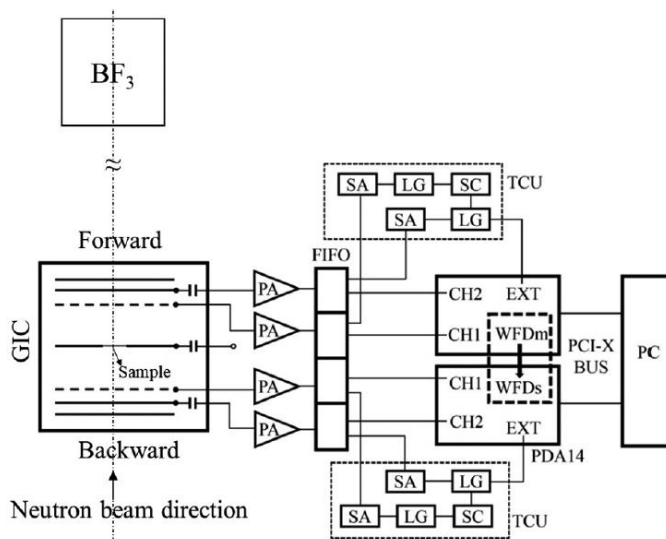 BF3
≈
Forward
GIC
Sample
Backward
Neutron beam direction
PA
PA
PA
PA
FIFO
SA
LG
SC
TCU
SA
LG
CH2
EXT
CH1
WFDm
CH1
WFDs
CH2
EXT
PDA14
PCI-X
BUS
PC
SA
LG
SA
LG
SC
TCU